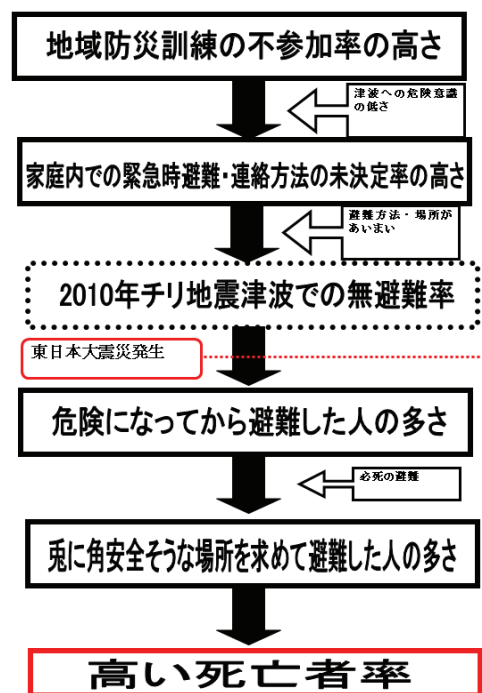 地域防災訓練の不参加率の高さ
津波への危険意識
の低さ
家庭内での緊急時避難・連絡方法の未決定率の高さ
避難方法・場所が
あいまい
2010年チリ地震津波での無避難率
東日本大震災発生
危険になってから避難した人の多さ
必死の避難
兎に角安全そうな場所を求めて避難した人の多さ
高い死亡者率